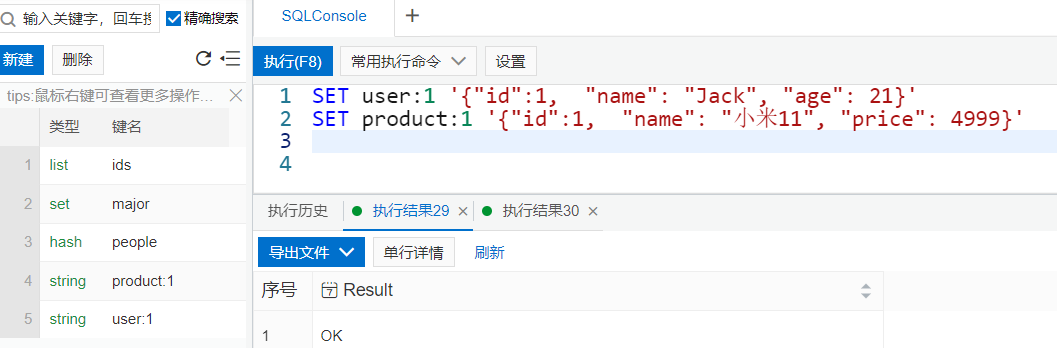 输入关键字，回车搜
精确搜索
新建
删除
tips:鼠标右键可查看更多操作…
类型 键名
1 list ids
2 set major
3 hash people
4 string product:1
5 string user:1
SQLConsole
执行(F8)
常用执行命令
设置
1 SET user:1 '{"id":1,  "name": "Jack", "age": 21}'
2 SET product:1 '{"id":1,  "name": "小米11", "price": 4999}'
3
4
执行历史
执行结果29
执行结果30
导出文件
单行详情
刷新
序号 Result
1 OK